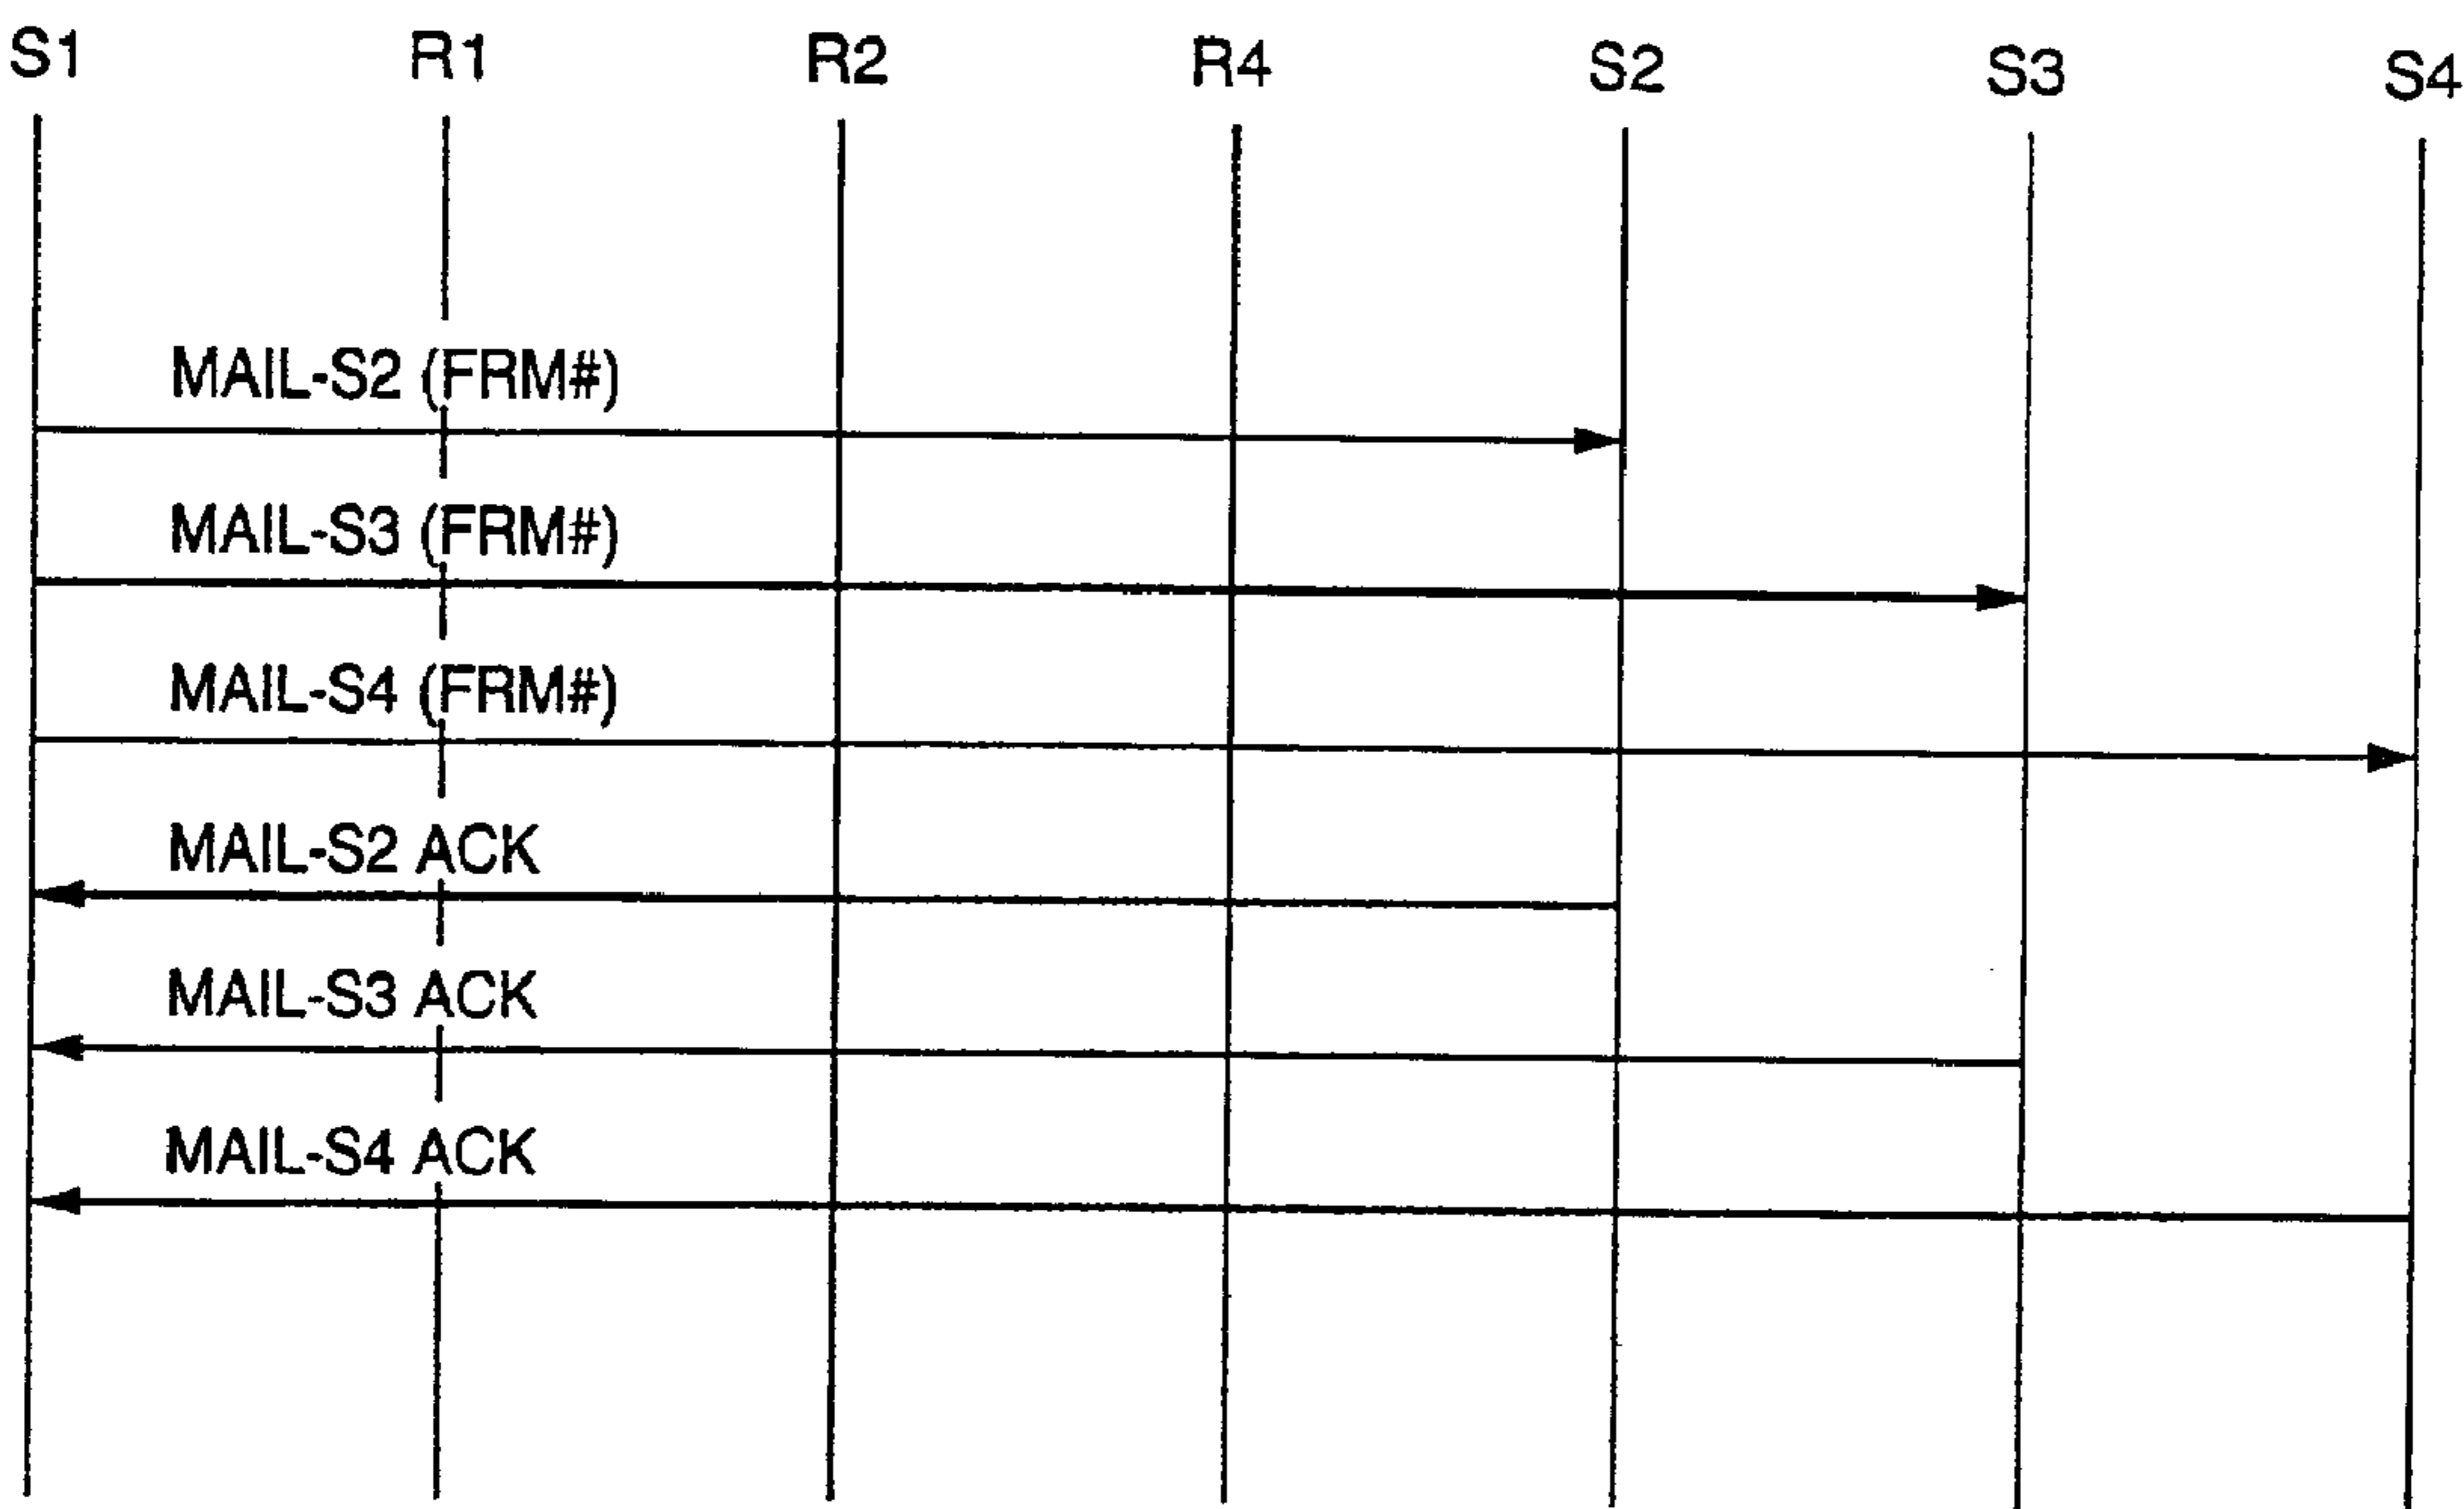 S1 R1 R2 R4 S2 S3 S4
MAIL-S2 (FRM#)
MAIL-S3 (FRM#)
MAIL-S4 (FRM#)
MAIL-S2 ACK
MAIL-S3 ACK
MAIL-S4 ACK